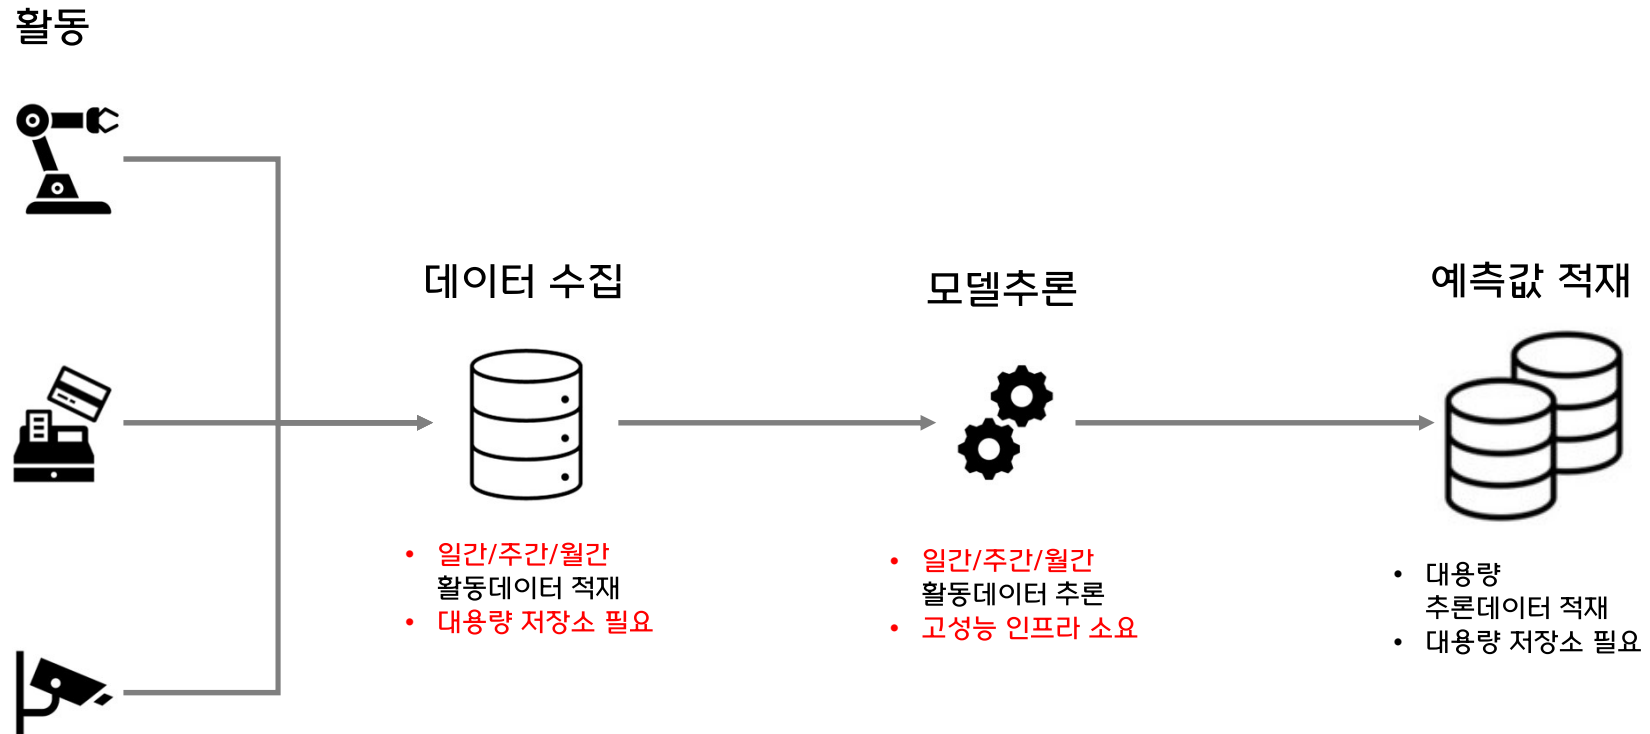 활동
데이터 수집
모델추론
예측값 적재
• 일간/주간/월간
활동데이터 적재
• 대용량 저장소 필요
• 일간/주간/월간
활동데이터 추론
• 고성능 인프라 소요
• 대용량
추론데이터 적재
• 대용량 저장소 필요